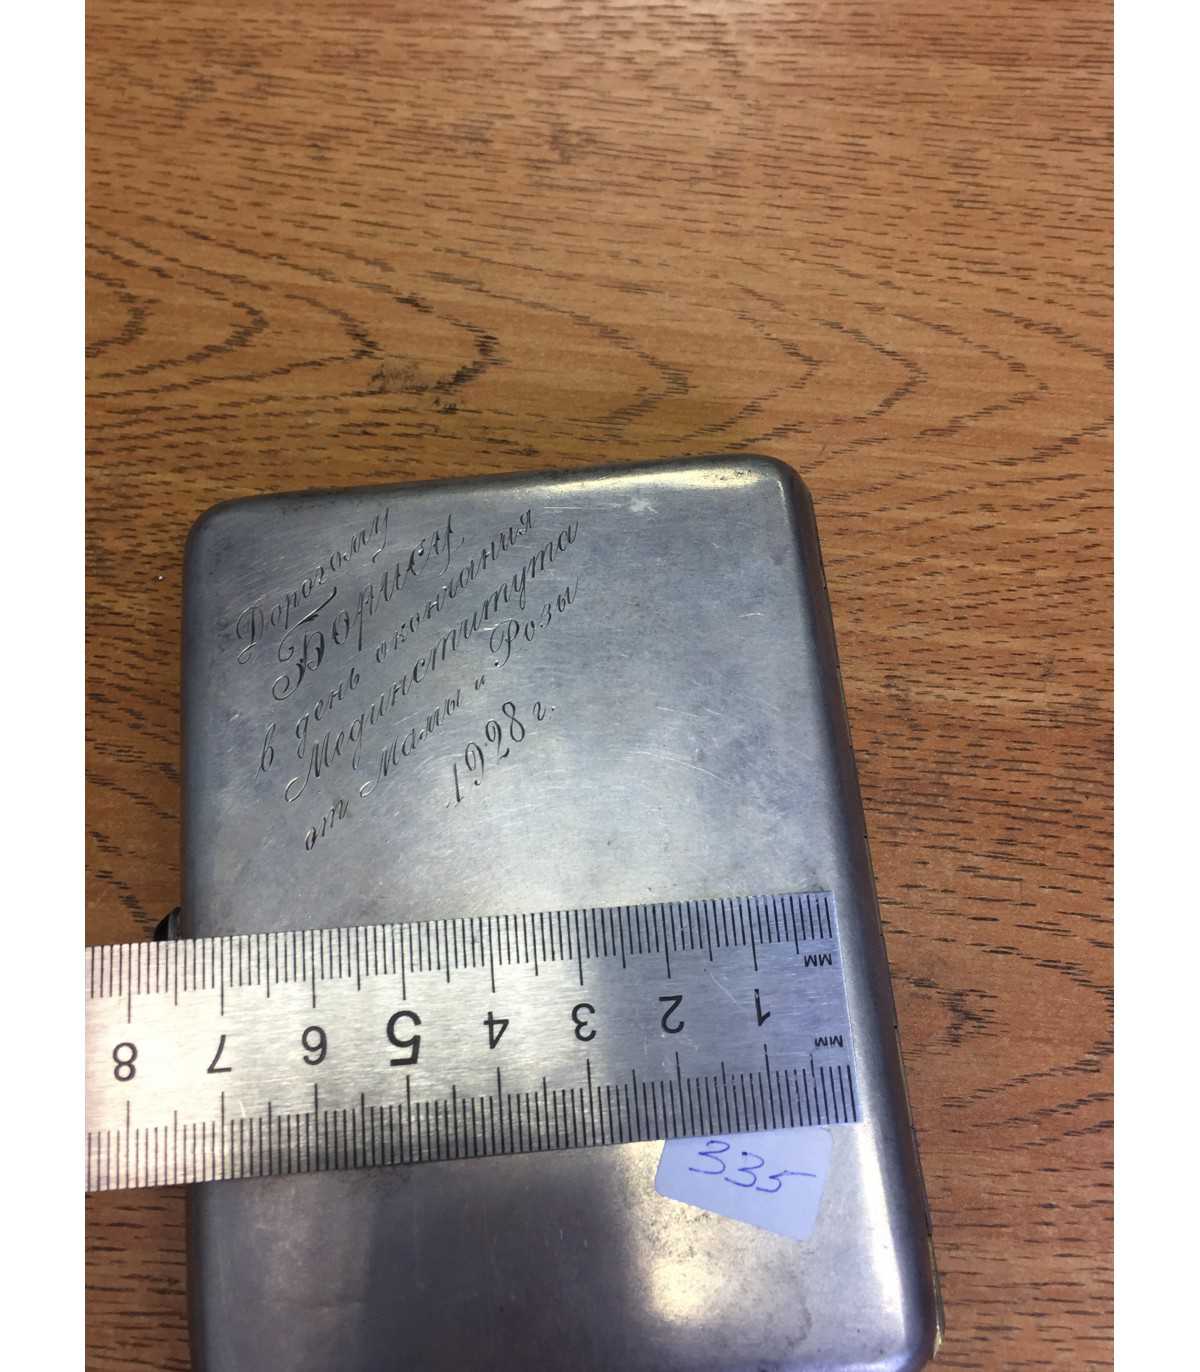 Дорогому
Борису,
в день окончания
Мединститута
от Мамы и Розы
1928 г.
мм
8 7 6 5 4 3 2 1
мм
335